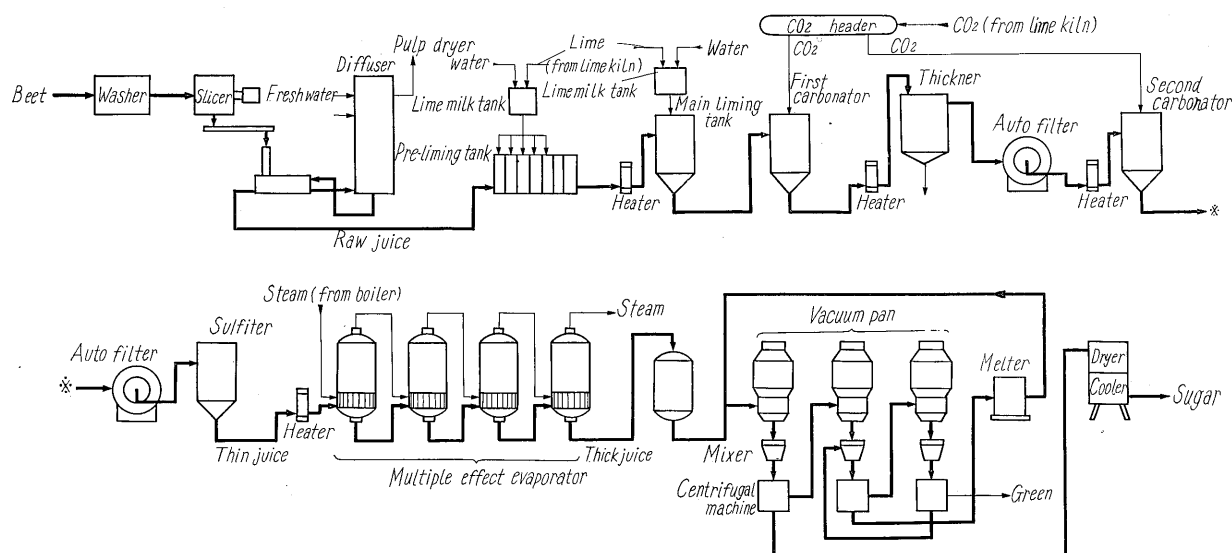 CO2 header
CO2 (from lime kiln)
CO2
CO2
Pulp dryer
water
Lime
(from lime kiln)
Water
Lime milk tank
Lime milk tank
Diffuser
Beet
Washer
Slicer
Fresh water
Pre-liming tank
Main liming
tank
First
carbonator
Thickner
Auto filter
Second
carbonator
Heater
Heater
Heater
※
Raw juice
Steam (from boiler)
Steam
Sulfiter
Auto filter
※
Heater
Thin juice
Multiple effect evaporator
Thick juice
Vacuum pan
Melter
Dryer
Cooler
Sugar
Mixer
Centrifugal
machine
Green